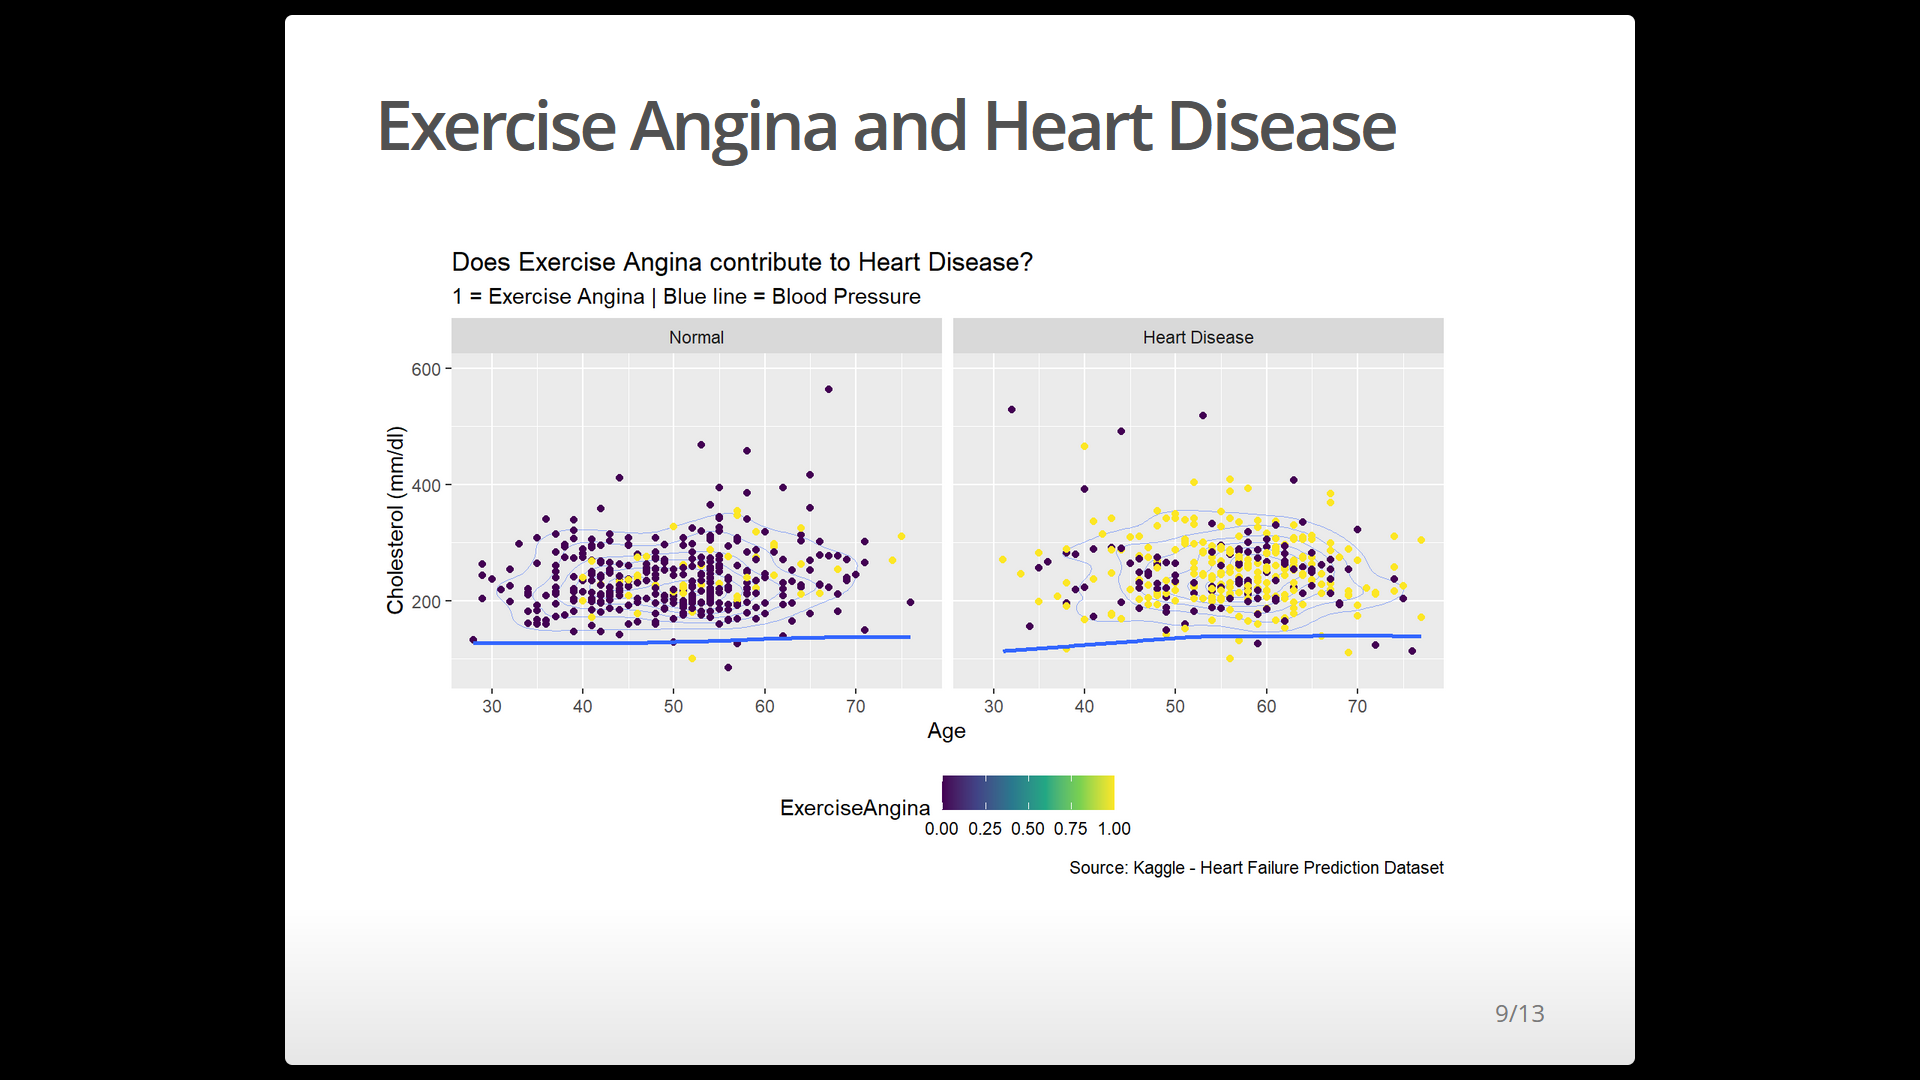 Exercise Angina and Heart Disease
Does Exercise Angina contribute to Heart Disease?
1 = Exercise Angina | Blue line = Blood Pressure
Normal
Heart Disease
Cholesterol (mm/dl)
600
400
200
30 40 50 60 70
30 40 50 60 70
Age
ExerciseAngina
0.00 0.25 0.50 0.75 1.00
Source: Kaggle - Heart Failure Prediction Dataset
9/13